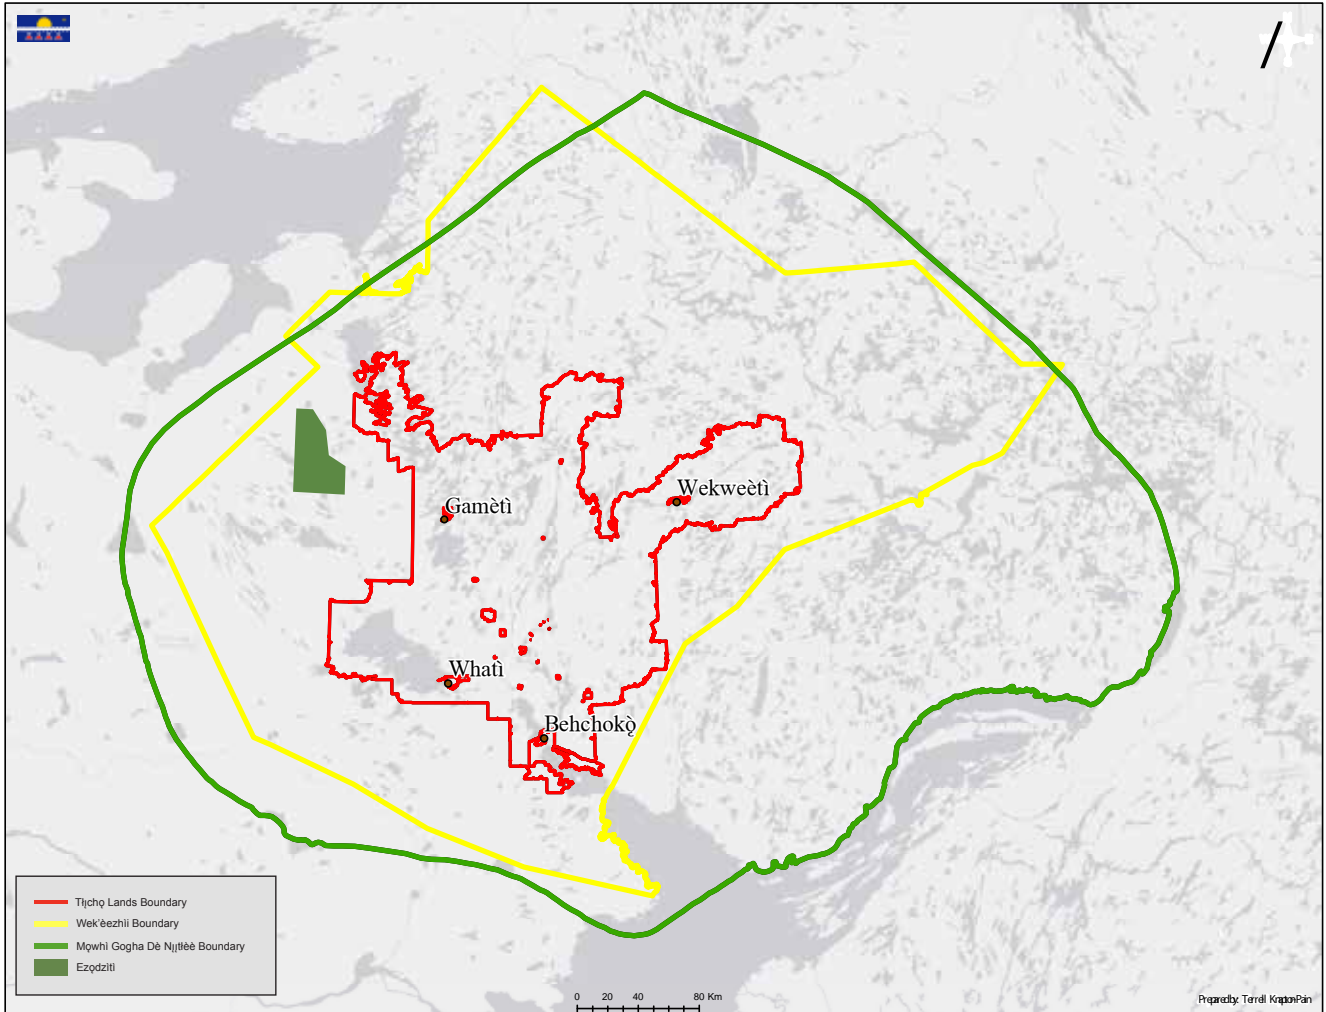 Gamètì
Wekweètì
Whatì
Behchokǫ̀
Tłı̨chǫ Lands Boundary
Wek'èezhìi Boundary
Mǫwhì Gogha Dè Nı̨ı̨tłèè Boundary
Ezǫdzìtì
0 20 40 80 Km
Prepared by: Terrell Knapton-Pain